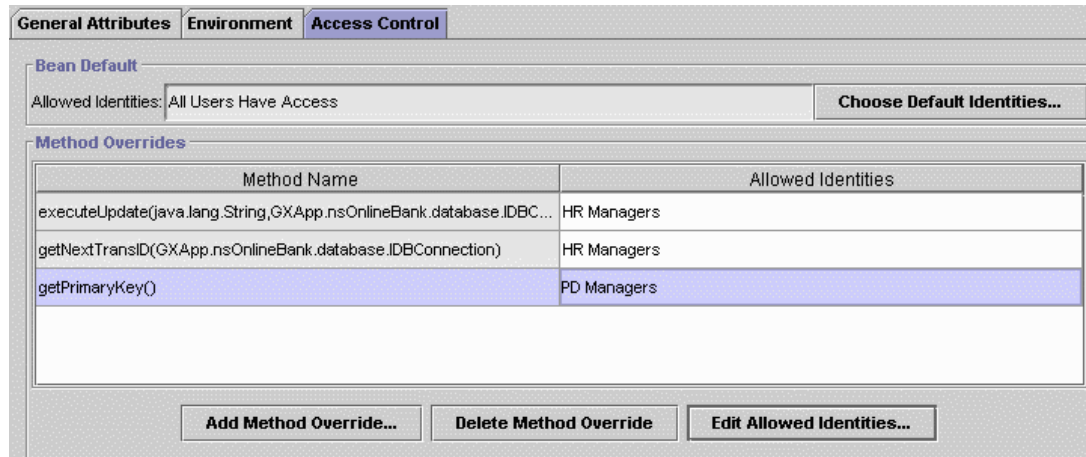 General Attributes Environment Access Control
Bean Default
Allowed Identities: All Users Have Access Choose Default Identities...
Method Overrides
Method Name Allowed Identities
executeUpdate(java.lang.String,GXApp.nsOnlineBank.database.IDBC... HR Managers
getNextTransID(GXApp.nsOnlineBank.database.IDBConnection) HR Managers
getPrimaryKey() PD Managers
Add Method Override... Delete Method Override Edit Allowed Identities...